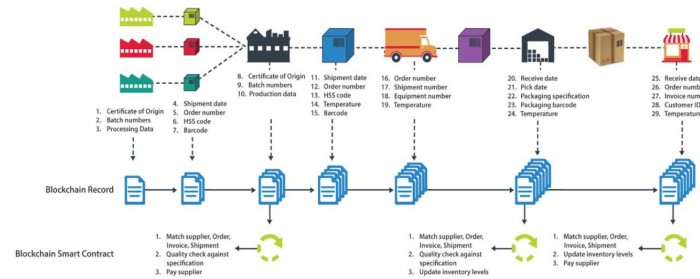 1. Certificate of Origin
2. Batch numbers
3. Processing Data
4. Shipment date
5. Order number
6. HSS code
7. Barcode
8. Certificate of Origin
9. Batch numbers
10. Production data
11. Shipment date
12. Order number
13. HSS code
14. Temperature
15. Barcode
16. Order number
17. Shipment number
18. Equipment number
19. Temperature
20. Receive date
21. Pick date
22. Packaging specification
23. Packaging barcode
24. Temperature
25. Receive date
26. Order number
27. Invoice number
28. Customer ID
29. Temperature
Blockchain Record
Blockchain Smart Contract
1. Match supplier, Order,
Invoice, Shipment
2. Quality check against
specification
3. Pay supplier
1. Match supplier, Order,
Invoice, Shipment
2. Quality check against
specification
3. Update inventory levels
1. Match supplier, Order,
Invoice, Shipment
2. Update inventory levels
3. Pay supplier